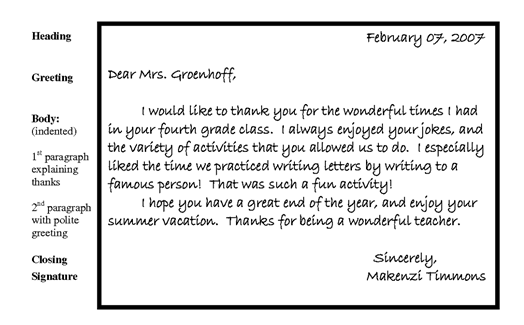 Heading
February 07, 2007
Greeting
Dear Mrs. Groenhoff,
Body:
(indented)
1st paragraph
explaining
thanks
2nd paragraph
with polite
greeting
I would like to thank you for the wonderful times I had
in your fourth grade class. I always enjoyed your jokes, and
the variety of activities that you allowed us to do. I especially
liked the time we practiced writing letters by writing to a
famous person! That was such a fun activity!
I hope you have a great end of the year, and enjoy your
summer vacation. Thanks for being a wonderful teacher.
Closing
Sincerely,
Signature
Makenzi Timmons